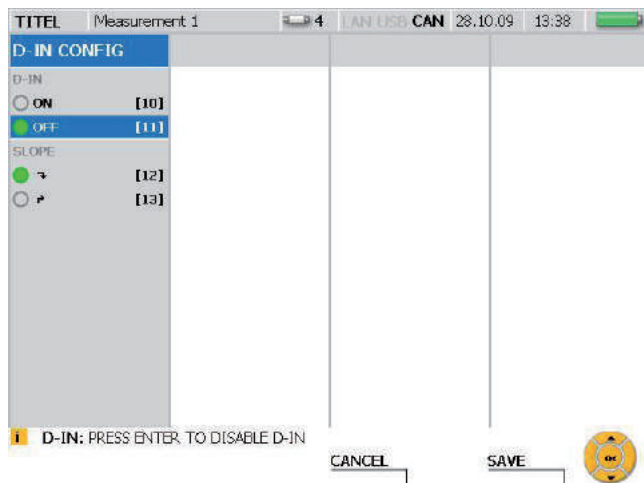 TITEL Measurement 1 4 LAN USB CAN 28.10.09 13:38
D-IN CONFIG
D-IN
ON [10]
OFF [11]
SLOPE
[12]
[13]
i D-IN: PRESS ENTER TO DISABLE D-IN
CANCEL SAVE OK